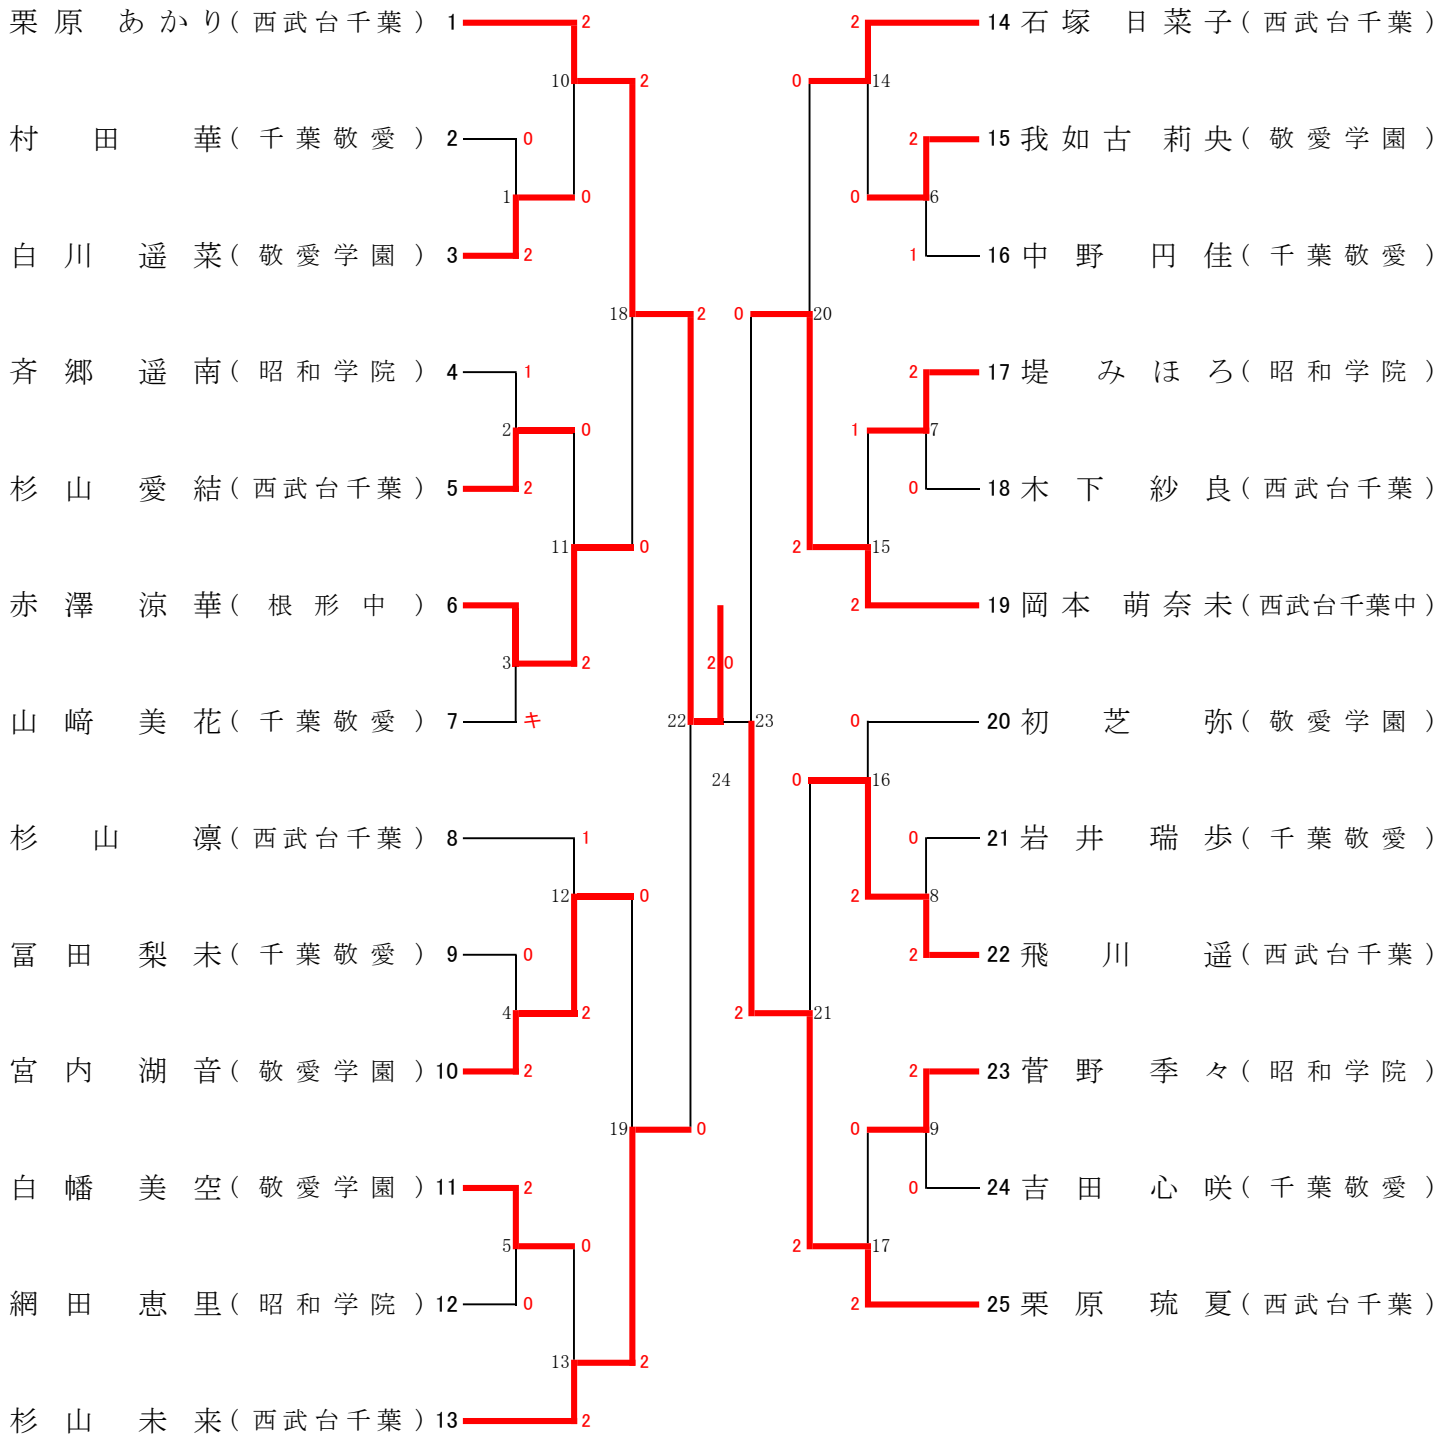 栗原 あかり(西武台千葉) 1 2 2 14 石塚 日菜子(西武台千葉)
10 2 0 14
村田 華(千葉敬愛) 2 0 2 15 我如古 莉央(敬愛学園)
1 0 0 6
白川 遥菜(敬愛学園) 3 2 1 16 中野 円佳(千葉敬愛)
18 2 0 20
斉郷 遥南(昭和学院) 4 1 2 17 堤 みほろ(昭和学院)
2 0 1 7
杉山 愛結(西武台千葉) 5 2 0 18 木下 紗良(西武台千葉)
11 0 2 15
赤澤 涼華(根形中) 6 2 19 岡本 萌奈未(西武台千葉中)
3 2 2 0
山﨑 美花(千葉敬愛) 7 キ 22 23 0 20 初芝 弥(敬愛学園)
24 0 16
杉山 凛(西武台千葉) 8 1 0 21 岩井 瑞歩(千葉敬愛)
12 0 2 8
冨田 梨未(千葉敬愛) 9 0 2 22 飛川 遥(西武台千葉)
4 2 2 21
宮内 湖音(敬愛学園) 10 2 2 23 菅野 季々(昭和学院)
19 0 0 9
白幡 美空(敬愛学園) 11 2 0 24 吉田 心咲(千葉敬愛)
5 0 2 17
網田 恵里(昭和学院) 12 0 2 25 栗原 琉夏(西武台千葉)
13 2
杉山 未来(西武台千葉) 13 2